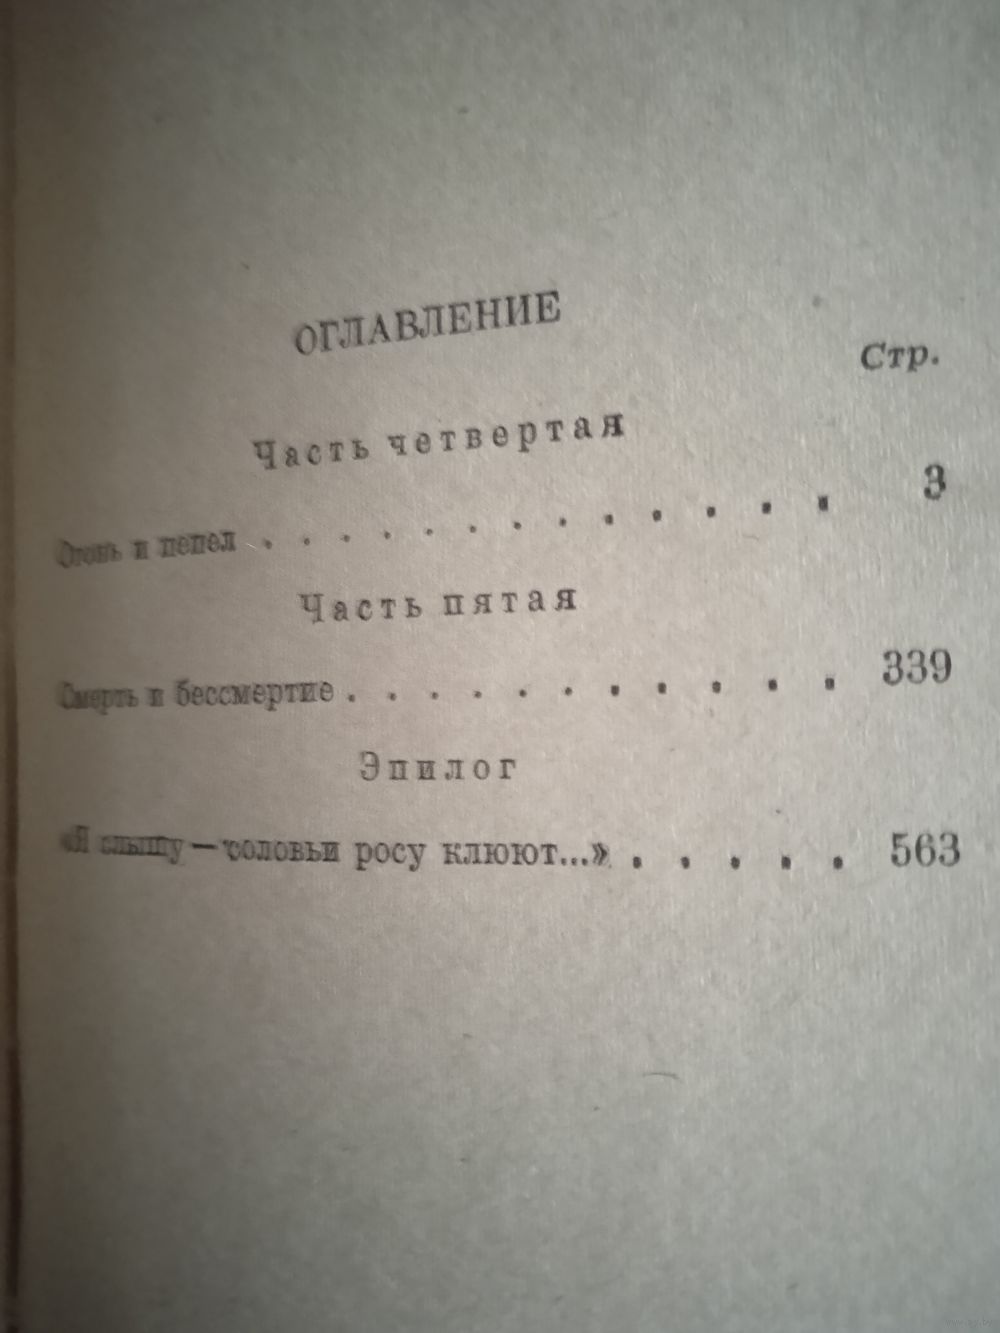 ОГЛАВЛЕНИЕ
Стр.
Часть четвертая
Огонь и пепел . . . . . . . . . . . . . 3
Часть пятая
Смерть и бессмертие . . . . . . . . . . . 339
Эпилог
«Я слышу — соловьи росу клюют...» . . . . . 563